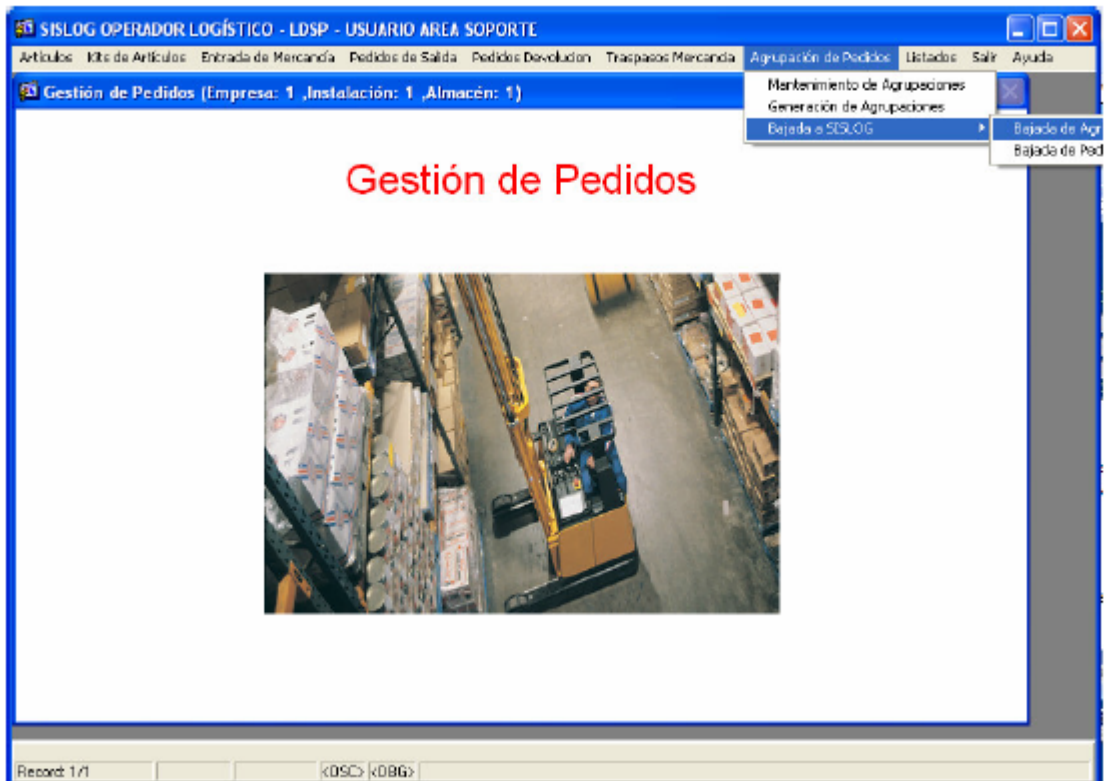 SISLOG OPERADOR LOGÍSTICO - LDSP - USUARIO AREA SOPORTE
Artículos Kits de Artículos Entrada de Mercancía Pedidos de Salida Pedidos Devolucion Traspasos Mercancia Agrupación de Pedidos Listados Salir Ayuda
Gestión de Pedidos (Empresa: 1 ,Instalación: 1 ,Almacén: 1)
Mantenimiento de Agrupaciones
Generación de Agrupaciones
Bajada a SISLOG
Bajada de Agr
Bajada de Ped
Gestión de Pedidos
Record: 1/1 <OSC> <DBG>